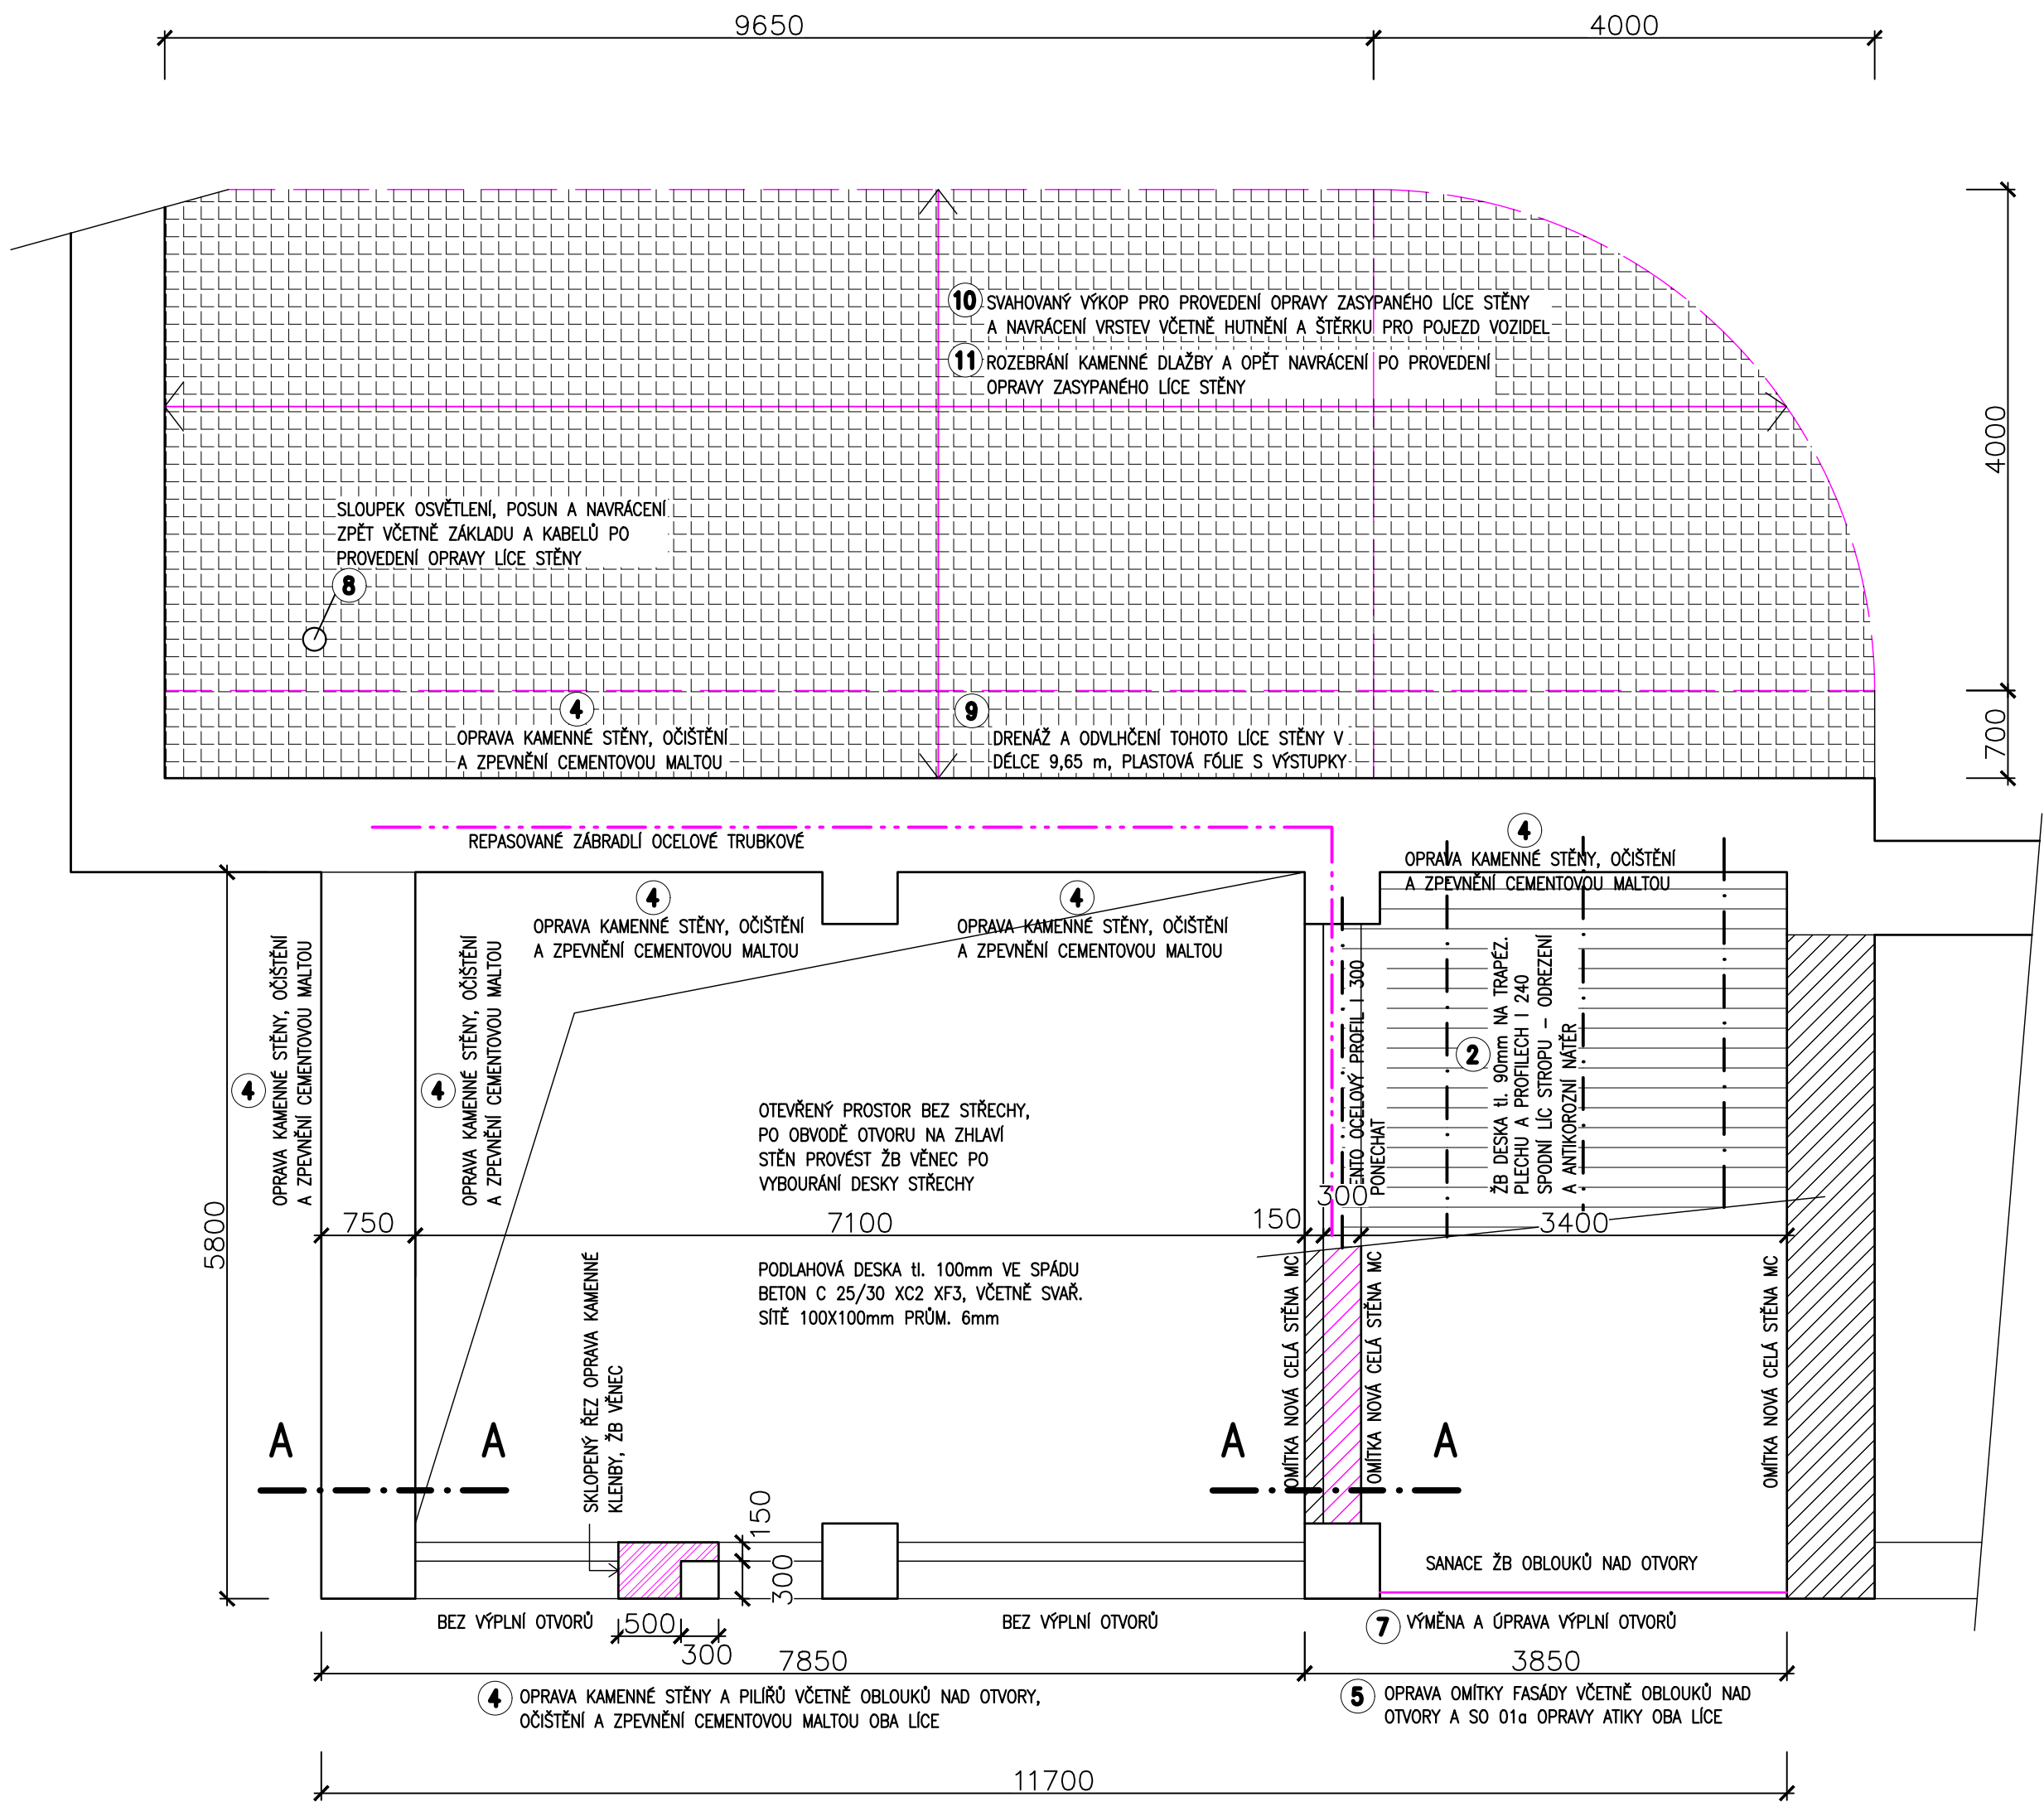 9650
4000
10 SVAHOVANÝ VÝKOP PRO PROVEDENÍ OPRAVY ZASYPANÉHO LÍCE STĚNY
A NAVRÁCENÍ VRSTEV VČETNĚ HUTNĚNÍ A ŠTĚRKU PRO POJEZD VOZIDEL
11 ROZEBRÁNÍ KAMENNÉ DLAŽBY A OPĚT NAVRÁCENÍ PO PROVEDENÍ
OPRAVY ZASYPANÉHO LÍCE STĚNY
4000
SLOUPEK OSVĚTLENÍ, POSUN A NAVRÁCENÍ
ZPĚT VČETNĚ ZÁKLADU A KABELŮ PO
PROVEDENÍ OPRAVY LÍCE STĚNY
8
4
OPRAVA KAMENNÉ STĚNY, OČIŠTĚNÍ
A ZPEVNĚNÍ CEMENTOVOU MALTOU
9
DRENÁŽ A ODVLHČENÍ TOHOTO LÍCE STĚNY V
DÉLCE 9,65 m, PLASTOVÁ FÓLIE S VÝSTUPKY
700
REPASOVANÉ ZÁBRADLÍ OCELOVÉ TRUBKOVÉ
4
OPRAVA KAMENNÉ STĚNY, OČIŠTĚNÍ
A ZPEVNĚNÍ CEMENTOVOU MALTOU
4
OPRAVA KAMENNÉ STĚNY, OČIŠTĚNÍ
A ZPEVNĚNÍ CEMENTOVOU MALTOU
4
OPRAVA KAMENNÉ STĚNY, OČIŠTĚNÍ
A ZPEVNĚNÍ CEMENTOVOU MALTOU
4
OPRAVA KAMENNÉ STĚNY, OČIŠTĚNÍ
A ZPEVNĚNÍ CEMENTOVOU MALTOU
4
OPRAVA KAMENNÉ STĚNY, OČIŠTĚNÍ
A ZPEVNĚNÍ CEMENTOVOU MALTOU
OCELOVÝ PROFIL I 300
PONECHAT
2
ŽB DESKA tl. 90mm NA TRAPÉZ.
PLECHU A PROFILECH I 240
SPODNÍ LÍC STROPU - ODREZENÍ
A ANTIKOROZNÍ NÁTĚR
OTEVŘENÝ PROSTOR BEZ STŘECHY,
PO OBVODĚ OTVORU NA ZHLAVÍ
STĚN PROVÉST ŽB VĚNEC PO
VYBOURÁNÍ DESKY STŘECHY
5800
750
7100
150
300
3400
PODLAHOVÁ DESKA tl. 100mm VE SPÁDU
BETON C 25/30 XC2 XF3, VČETNĚ SVAŘ.
SÍTĚ 100X100mm PRŮM. 6mm
SKLOPENÝ ŘEZ OPRAVA KAMENNÉ
KLENBY, ŽB VĚNEC
OMÍTKA NOVÁ CELÁ STĚNA MC
OMÍTKA NOVÁ CELÁ STĚNA MC
OMÍTKA NOVÁ CELÁ STĚNA MC
A
A
A
A
150
300
SANACE ŽB OBLOUKŮ NAD OTVORY
BEZ VÝPLNÍ OTVORŮ
500
300
BEZ VÝPLNÍ OTVORŮ
7 VÝMĚNA A ÚPRAVA VÝPLNÍ OTVORŮ
7850
3850
4 OPRAVA KAMENNÉ STĚNY A PILÍŘŮ VČETNĚ OBLOUKŮ NAD OTVORY,
OČIŠTĚNÍ A ZPEVNĚNÍ CEMENTOVOU MALTOU OBA LÍCE
5 OPRAVA OMÍTKY FASÁDY VČETNĚ OBLOUKŮ NAD
OTVORY A SO 01a OPRAVY ATIKY OBA LÍCE
11700